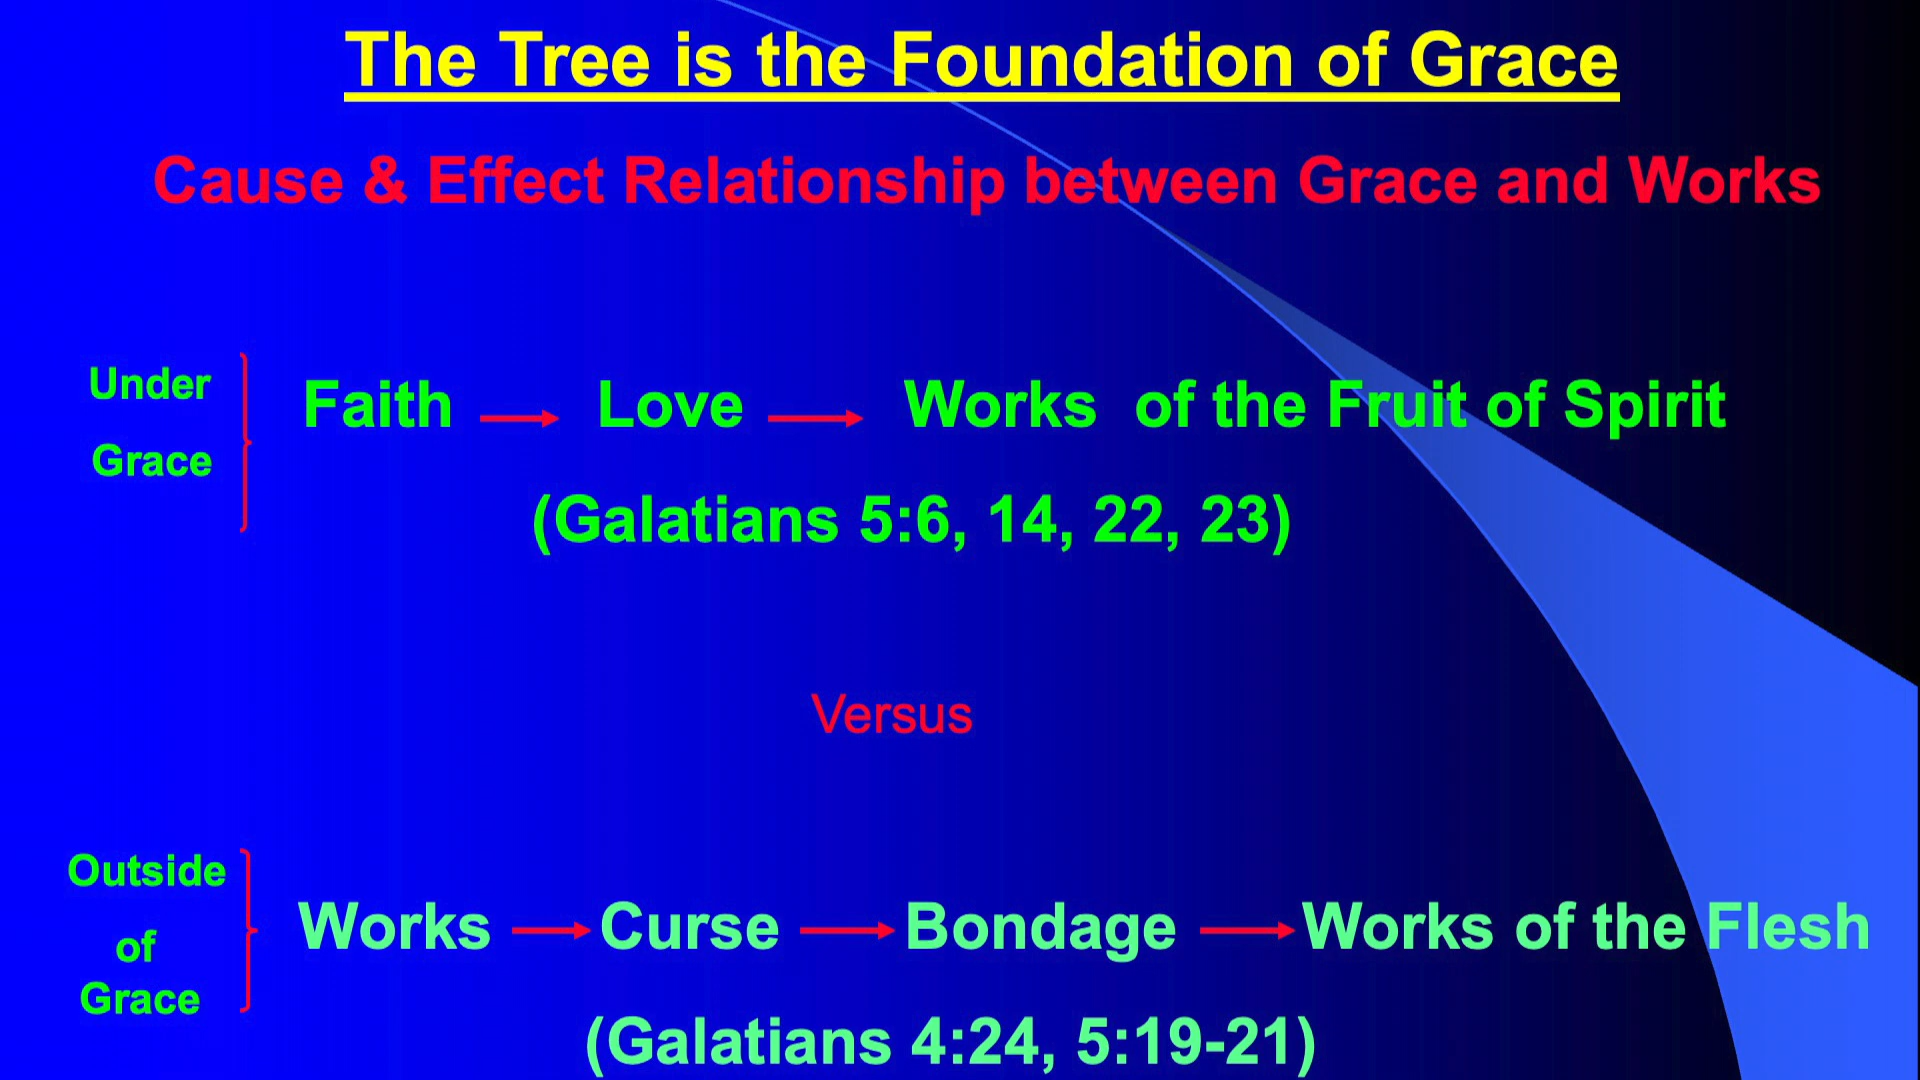 The Tree is the Foundation of Grace
Cause & Effect Relationship between Grace and Works
Under
Grace
Faith Love Works of the Fruit of Spirit
(Galatians 5:6, 14, 22, 23)
Versus
Outside
of
Grace
Works Curse Bondage Works of the Flesh
(Galatians 4:24, 5:19-21)